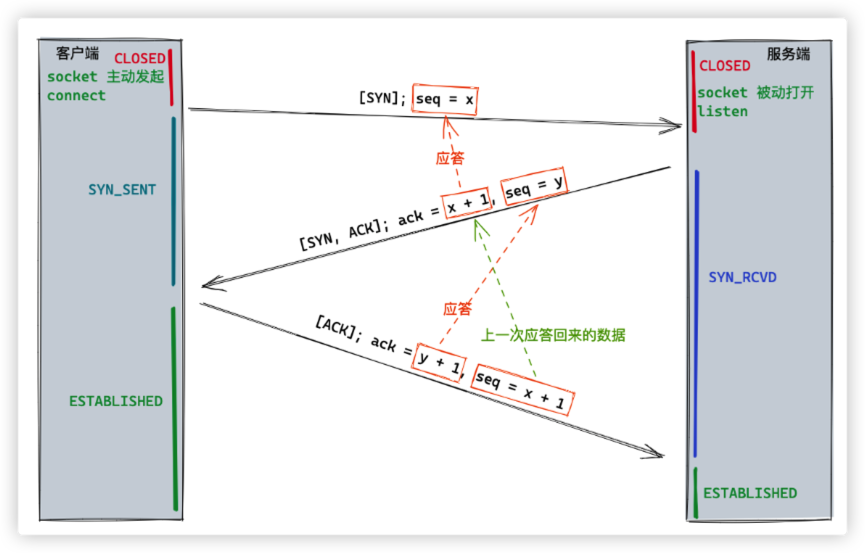 客户端 CLOSED
socket 主动发起
connect
SYN_SENT
ESTABLISHED
[SYN]; seq = x
应答
[SYN, ACK]; ack = x + 1, seq = y
应答
上一次应答回来的数据
[ACK]; ack = y + 1, seq = x + 1
服务端
CLOSED
socket 被动打开
listen
SYN_RCVD
ESTABLISHED